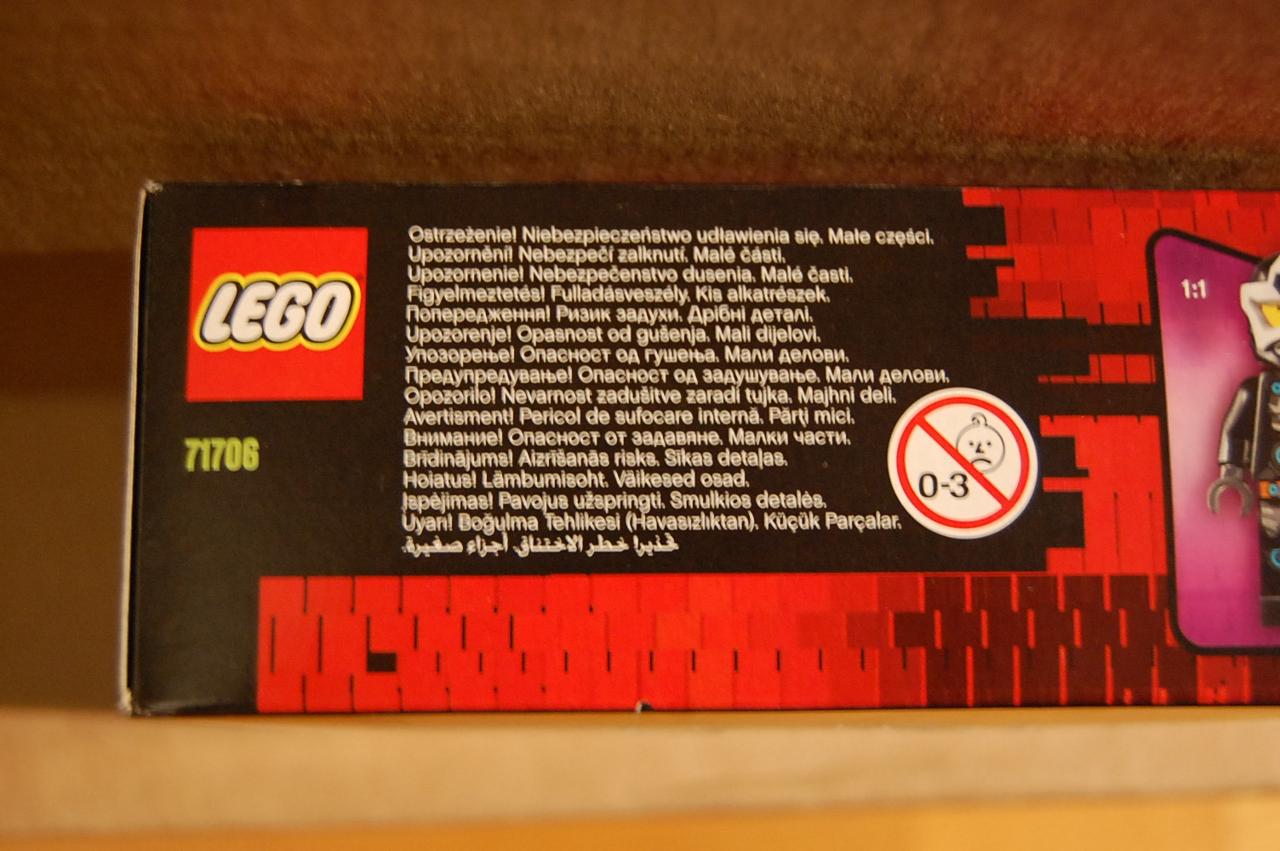 LEGO
71706
Ostrzeżenie! Niebezpieczeństwo udławienia się. Małe części.
Upozornění! Nebezpečí zalknutí. Malé části.
Upozornenie! Nebezpečenstvo dusenia. Malé časti.
Figyelmeztetés! Fulladásveszély. Kis alkatrészek.
Попередження! Ризик задухи. Дрібні деталі.
Upozorenje! Opasnost od gušenja. Mali dijelovi.
Упозорење! Опасност од гушења. Мали делови.
Предупредување! Опасност од задушување. Мали делови.
Opozorilo! Nevarnost zadušitve zaradi tujka. Majhni deli.
Avertisment! Pericol de sufocare internă. Părți mici.
Внимание! Опасност от задавяне. Малки части.
Brīdinājums! Aizrīšanās risks. Sīkas detaļas.
Hoiatus! Lämbumisoht. Väikesed osad.
Įspėjimas! Pavojus užspringti. Smulkios detalės.
Uyarı! Boğulma Tehlikesi (Havasızlıktan). Küçük Parçalar.
تحذير! خطر الاختناق. أجزاء صغيرة.
0-3
1:1